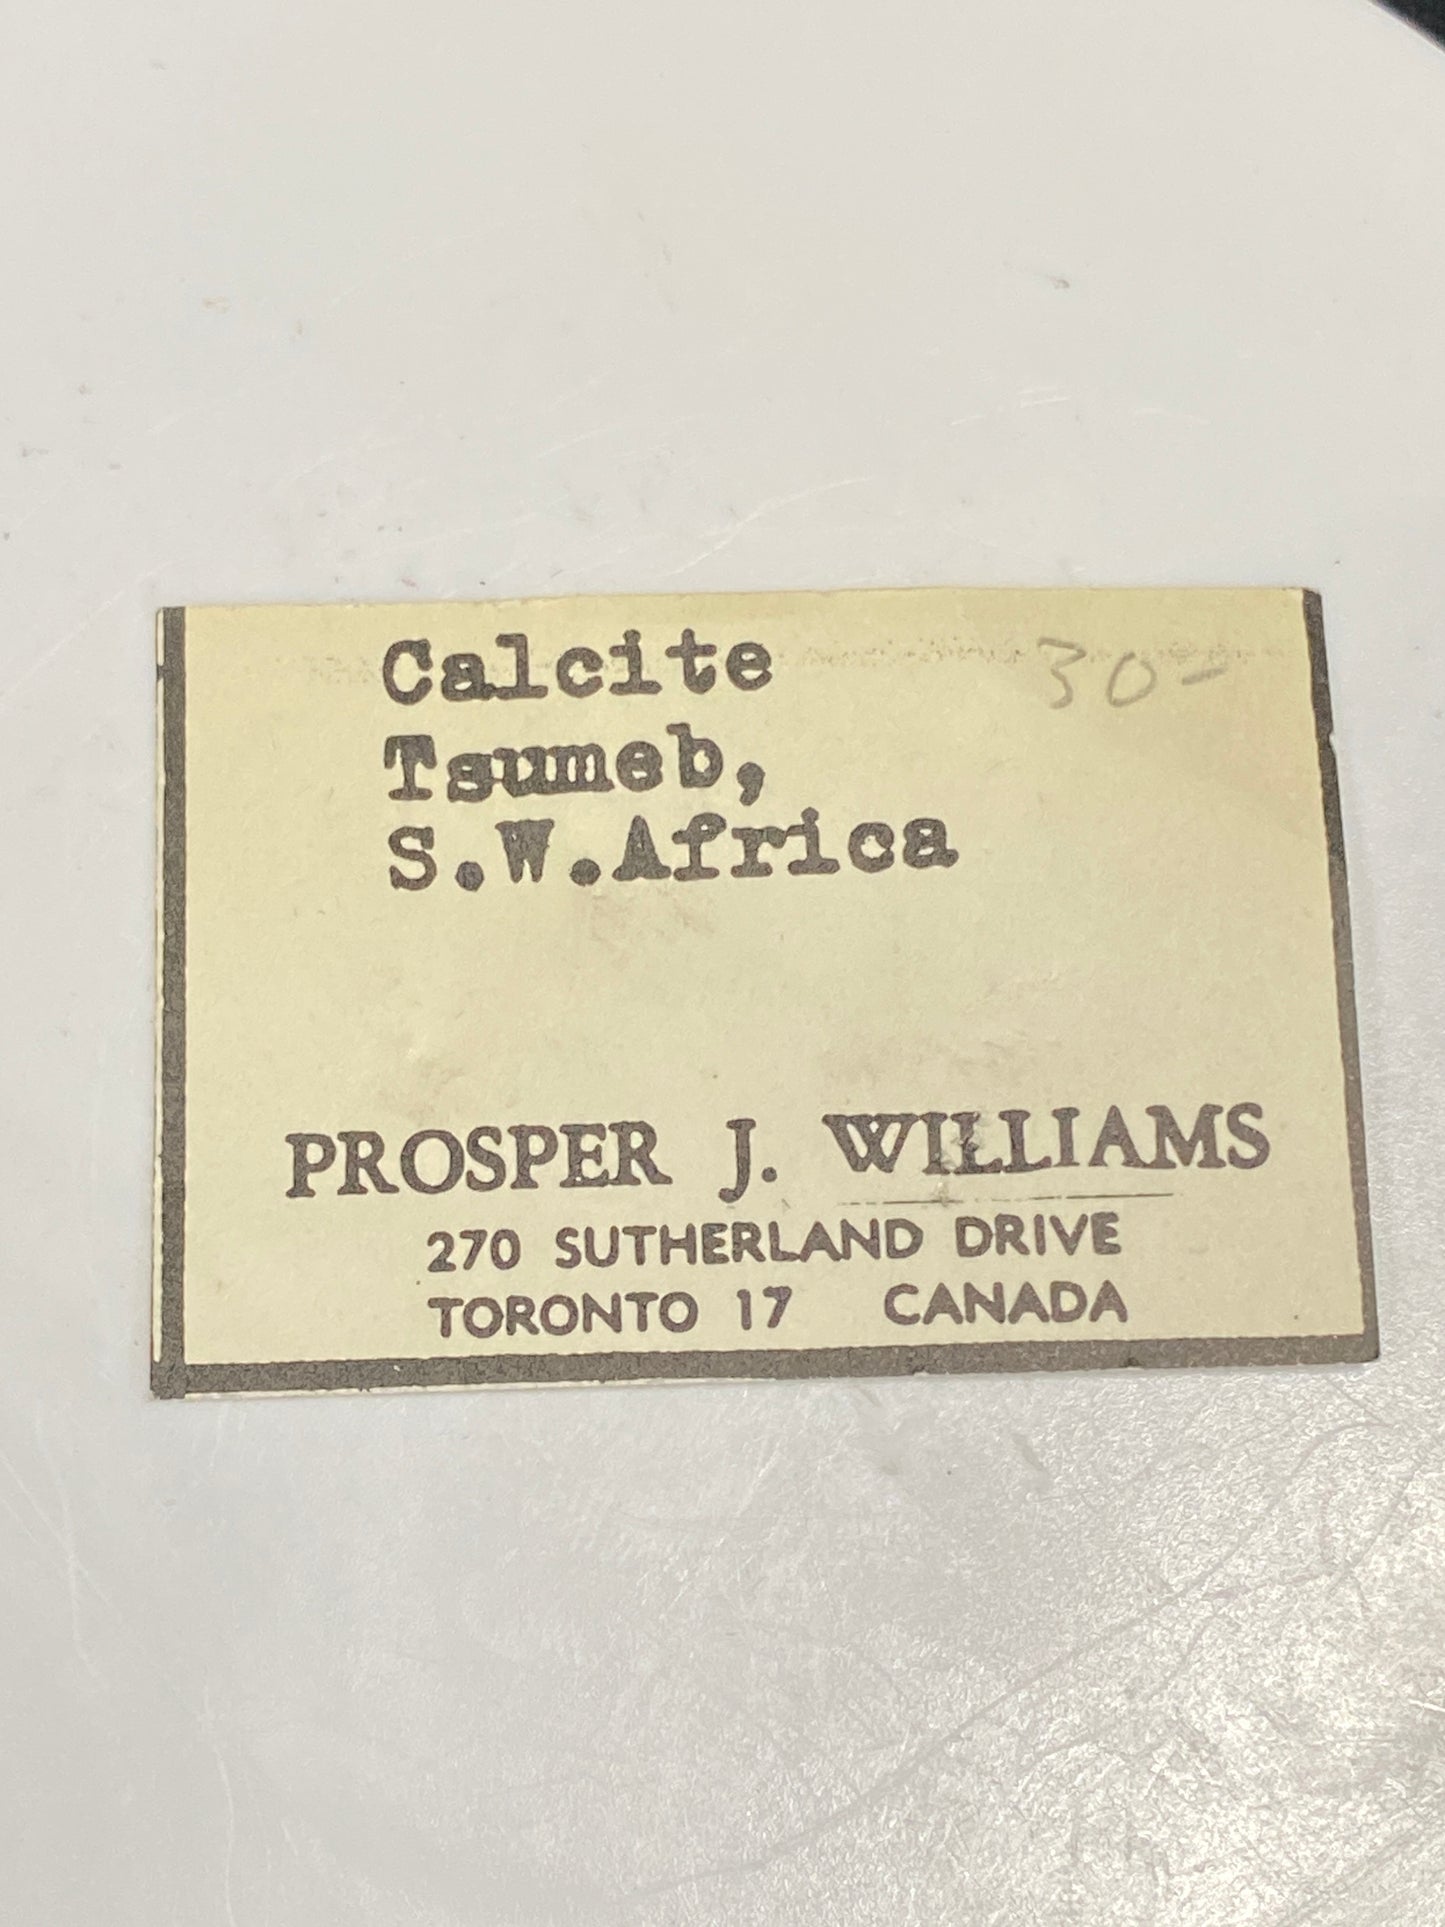 Calcite 30-
Tsumeb,
S.W.Africa
PROSPER J. WILLIAMS
270 SUTHERLAND DRIVE
TORONTO 17 CANADA